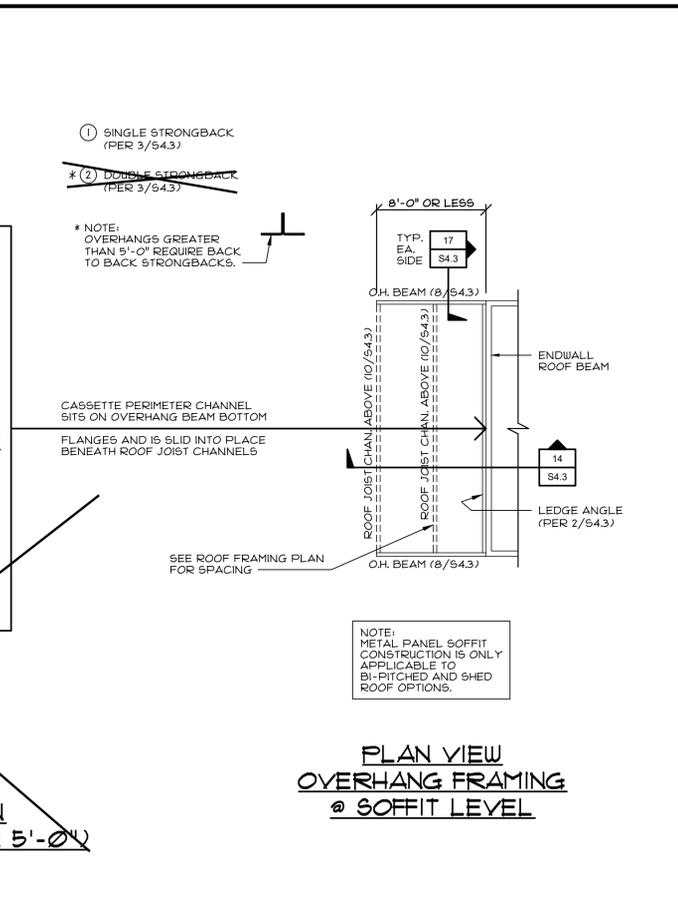 1 SINGLE STRONGBACK
(PER 3/S4.3)
* 2 DOUBLE STRONGBACK
(PER 3/S4.3)
* NOTE:
OVERHANGS GREATER
THAN 5'-0" REQUIRE BACK
TO BACK STRONGBACKS.
8'-0" OR LESS
TYP.
EA.
SIDE
17
S4.3
O.H. BEAM (8/S4.3)
ROOF JOIST CHAN. ABOVE (10/S4.3)
ROOF JOIST CHAN. ABOVE (10/S4.3)
ENDWALL
ROOF BEAM
CASSETTE PERIMETER CHANNEL
SITS ON OVERHANG BEAM BOTTOM
FLANGES AND IS SLID INTO PLACE
BENEATH ROOF JOIST CHANNELS
14
S4.3
LEDGE ANGLE
(PER 2/S4.3)
SEE ROOF FRAMING PLAN
FOR SPACING
O.H. BEAM (8/S4.3)
NOTE:
METAL PANEL SOFFIT
CONSTRUCTION IS ONLY
APPLICABLE TO
BI-PITCHED AND SHED
ROOF OPTIONS.
PLAN VIEW
OVERHANG FRAMING
@ SOFFIT LEVEL
5'-0")